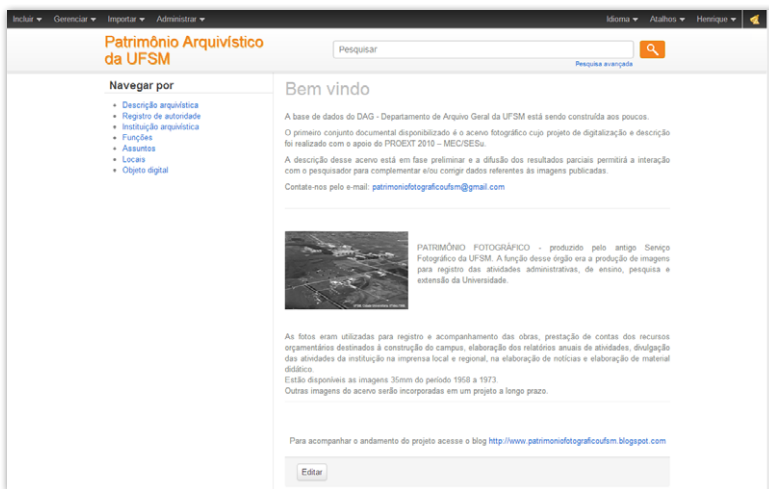 Incluir Gerenciar Importar Administrar Idioma Atalhos Henrique
Patrimônio Arquivístico
da UFSM
Pesquisar
Pesquisa avançada
Navegar por
Descrição arquivística
Registro de autoridade
Instituição arquivística
Funções
Assuntos
Locais
Objeto digital
Bem vindo
A base de dados do DAG - Departamento de Arquivo Geral da UFSM está sendo construída aos poucos.
O primeiro conjunto documental disponibilizado é o acervo fotográfico cujo projeto de digitalização e descrição
foi realizado com o apoio do PROEXT 2010 – MEC/SESu.
A descrição desse acervo está em fase preliminar e a difusão dos resultados parciais permitirá a interação
com o pesquisador para complementar e/ou corrigir dados referentes às imagens publicadas.
Contate-nos pelo e-mail: patrimoniofotograficoufsm@gmail.com
PATRIMÔNIO FOTOGRÁFICO - produzido pelo antigo Serviço
Fotográfico da UFSM. A função desse órgão era a produção de imagens
para registro das atividades administrativas, de ensino, pesquisa e
extensão da Universidade.
As fotos eram utilizadas para registro e acompanhamento das obras, prestação de contas dos recursos
orçamentários destinados à construção do campus, elaboração dos relatórios anuais de atividades, divulgação
das atividades da instituição na imprensa local e regional, na elaboração de notícias e elaboração de material
didático.
Estão disponíveis as imagens 35mm do período 1958 a 1973.
Outras imagens do acervo serão incorporadas em um projeto a longo prazo.
Para acompanhar o andamento do projeto acesse o blog http://www.patrimoniofotograficoufsm.blogspot.com
Editar